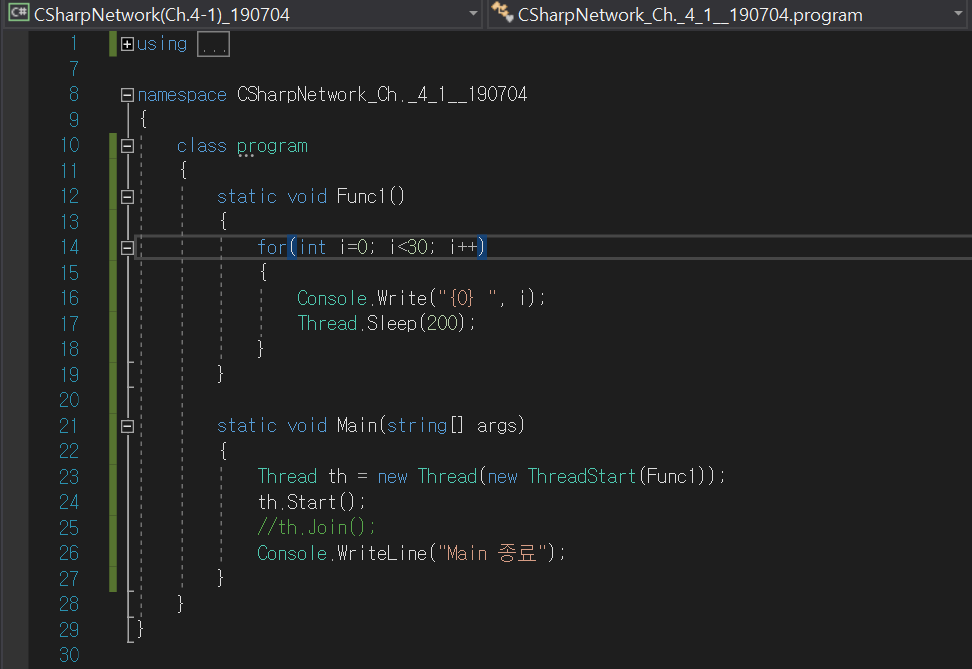 CSharpNetwork(Ch.4-1)_190704 CSharpNetwork_Ch._4_1__190704.program
1 using ...
7
8 namespace CSharpNetwork_Ch._4_1__190704
9 {
10 class program
11 {
12 static void Func1()
13 {
14 for(int i=0; i<30; i++)
15 {
16 Console.Write("{0} ", i);
17 Thread.Sleep(200);
18 }
19 }
20
21 static void Main(string[] args)
22 {
23 Thread th = new Thread(new ThreadStart(Func1));
24 th.Start();
25 //th.Join();
26 Console.WriteLine("Main 종료");
27 }
28 }
29 }
30